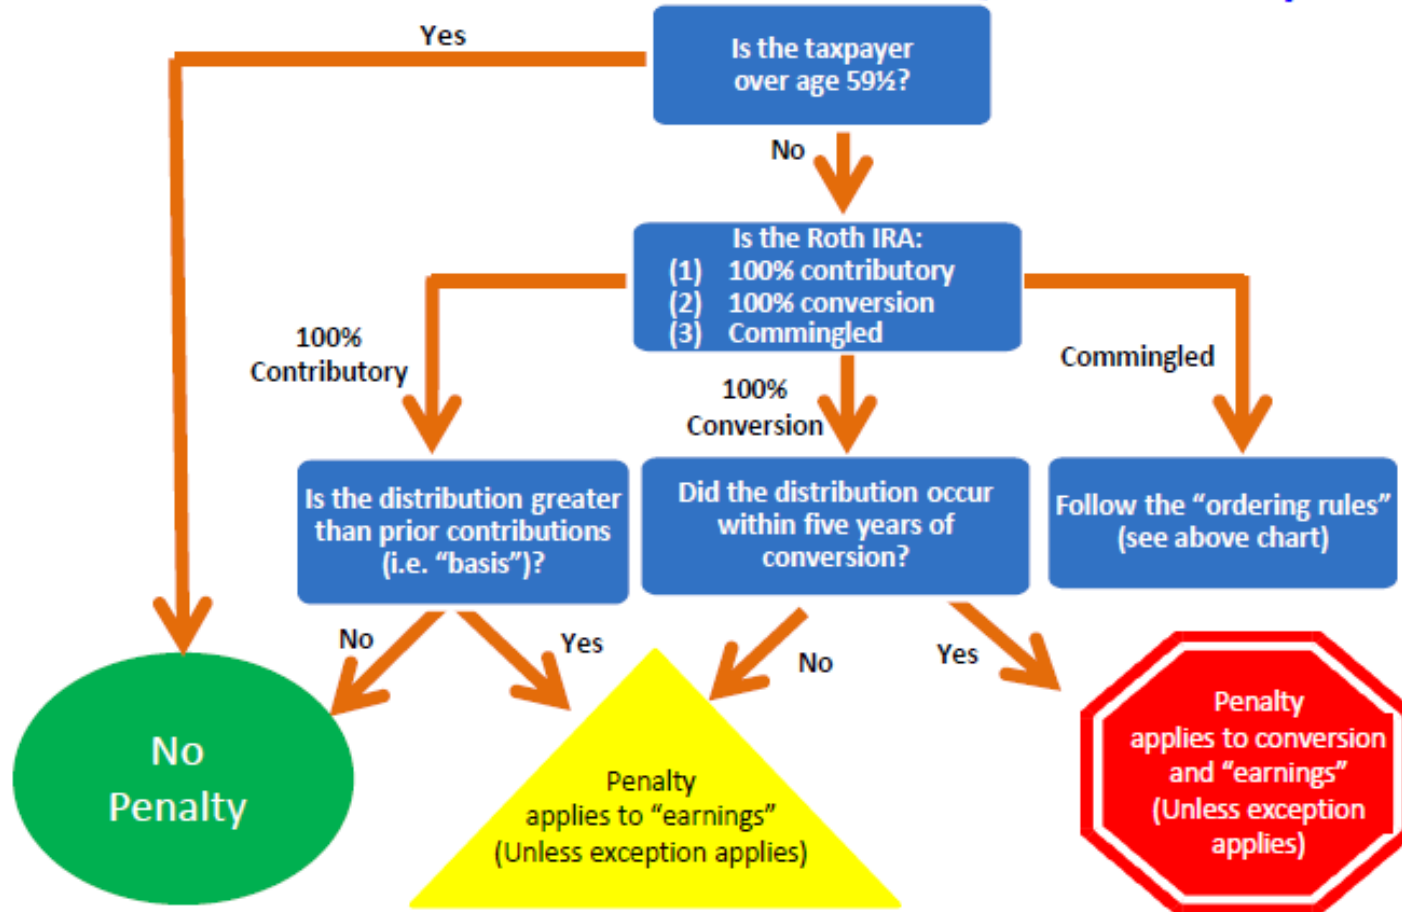 Yes
Is the taxpayer
over age 59½?
No
Is the Roth IRA:
(1) 100% contributory
(2) 100% conversion
(3) Commingled
100%
Contributory
100%
Conversion
Commingled
Is the distribution greater
than prior contributions
(i.e. “basis”)?
Did the distribution occur
within five years of
conversion?
Follow the “ordering rules”
(see above chart)
No
Yes
No
Yes
No
Penalty
Penalty
applies to “earnings”
(Unless exception applies)
Penalty
applies to conversion
and “earnings”
(Unless exception
applies)